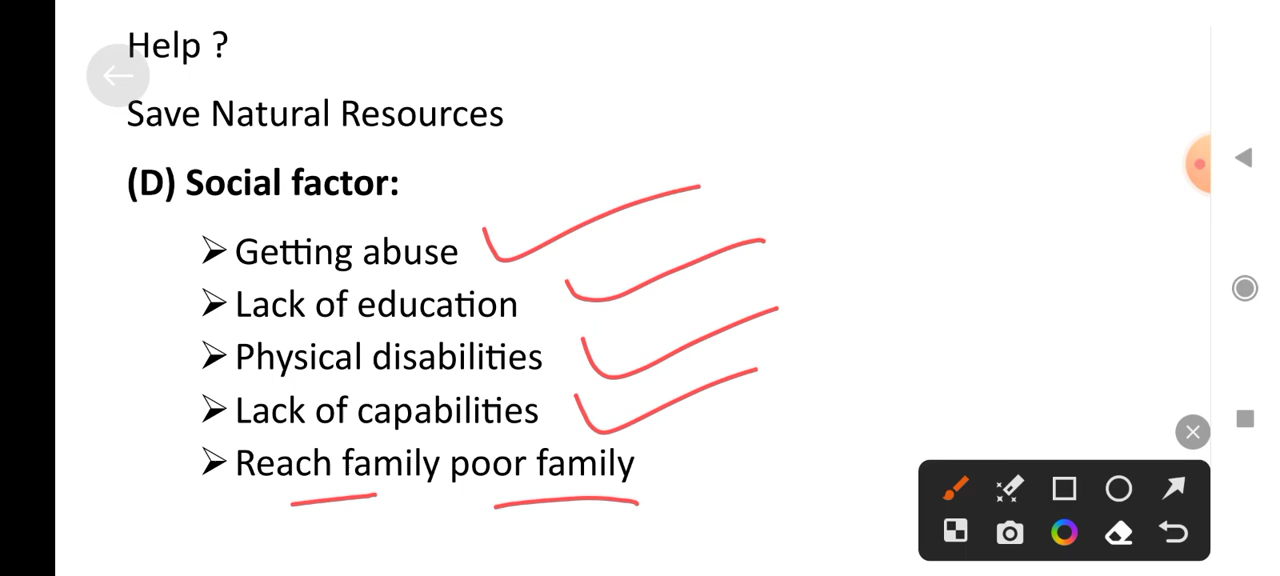 Help ?
Save Natural Resources
(D) Social factor:
➢ Getting abuse
➢ Lack of education
➢ Physical disabilities
➢ Lack of capabilities
➢ Reach family poor family